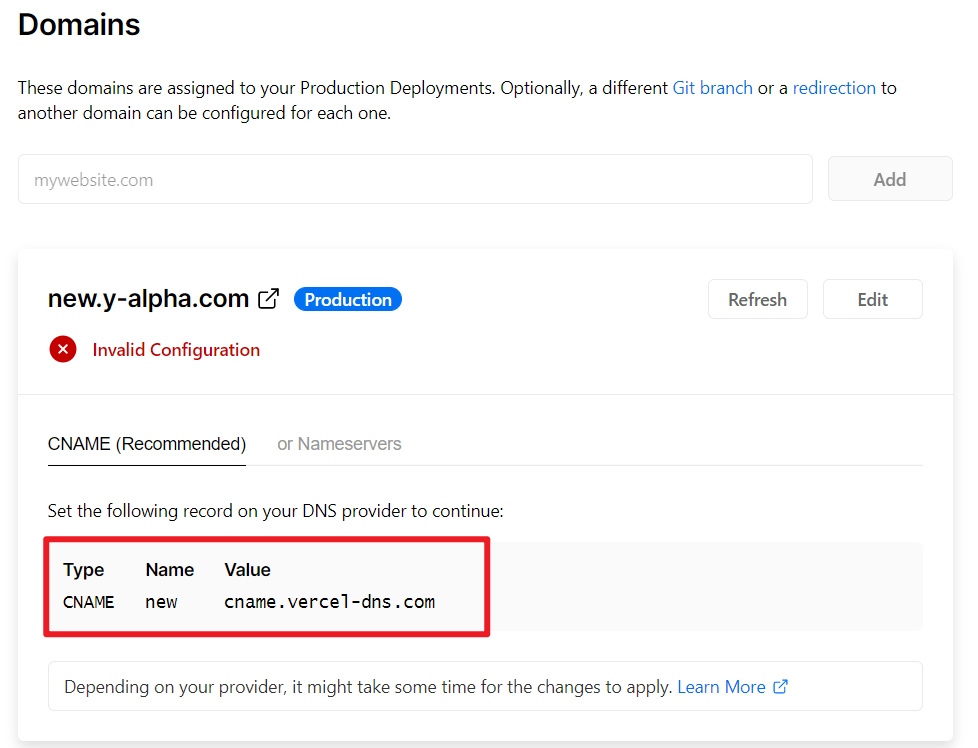 Domains
These domains are assigned to your Production Deployments. Optionally, a different Git branch or a redirection to
another domain can be configured for each one.
mywebsite.com
Add
new.y-alpha.com Production
Refresh Edit
Invalid Configuration
CNAME (Recommended) or Nameservers
Set the following record on your DNS provider to continue:
Type Name Value
CNAME new cname.vercel-dns.com
Depending on your provider, it might take some time for the changes to apply. Learn More